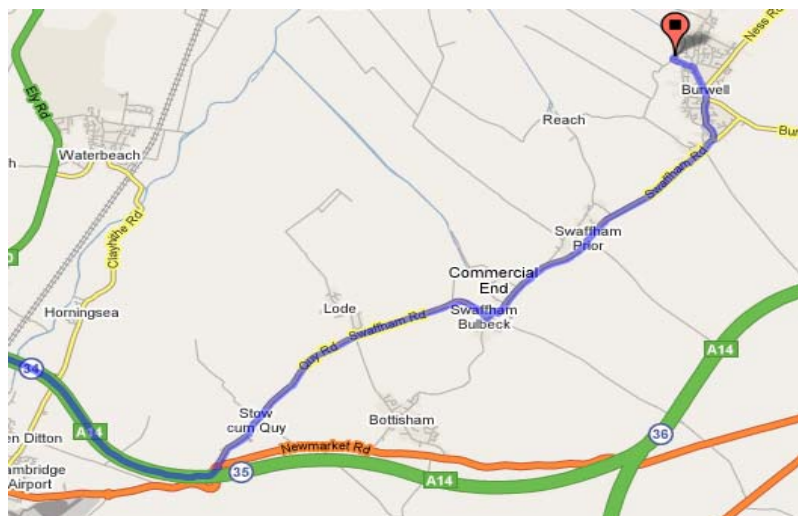 Ness Rd
Ely Rd
Burwell
Reach
Bu
Waterbeach
h
Swaffham Rd
Clayhithe Rd
Swaffham
Prior
Commercial
End
Horningsea
Lode
Swaffham
Bulbeck
Quy Rd
Swaffham Rd
A14
34
Stow
cum Quy
Bottisham
A14
en Ditton
Newmarket Rd
36
ambridge
Airport
35
A14